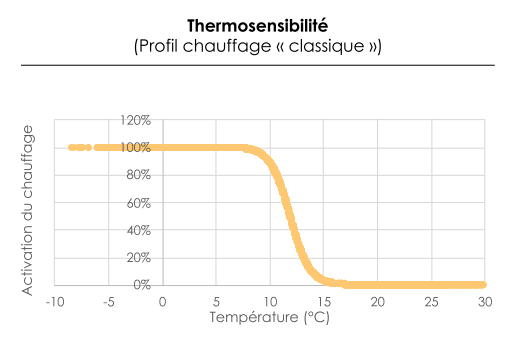 Thermosensibilité
(Profil chauffage « classique »)
Activation du chauffage
120%
100%
80%
60%
40%
20%
0%
-10 -5 0 5 10 15 20 25 30
Température (°C)